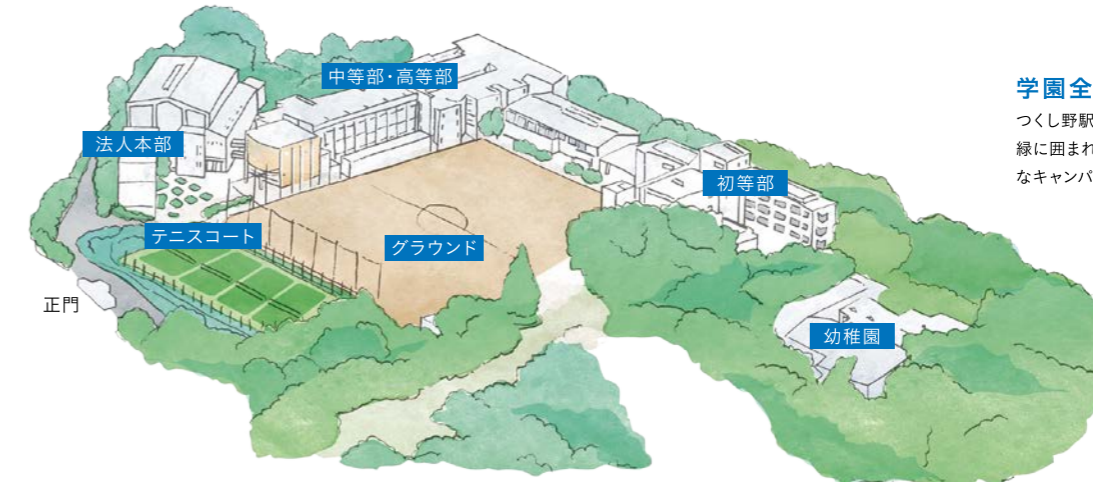 中等部・高等部
学園全
つくし野駅
緑に囲まれ
なキャンパ
法人本部
初等部
テニスコート
グラウンド
正門
幼稚園